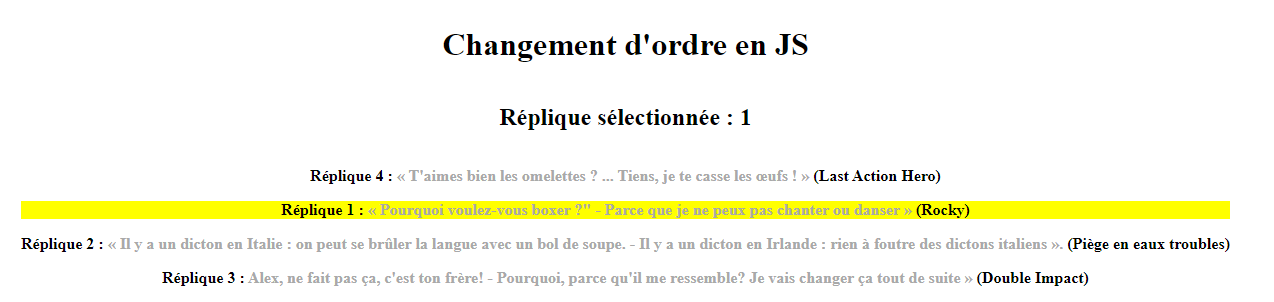 Changement d'ordre en JS
Réplique sélectionnée : 1
Réplique 4 : « T'aimes bien les omelettes ? ... Tiens, je te casse les œufs ! » (Last Action Hero)
Réplique 1 : « Pourquoi voulez-vous boxer ?" - Parce que je ne peux pas chanter ou danser » (Rocky)
Réplique 2 : « Il y a un dicton en Italie : on peut se brûler la langue avec un bol de soupe. - Il y a un dicton en Irlande : rien à foutre des dictons italiens ». (Piège en eaux troubles)
Réplique 3 : Alex, ne fait pas ça, c'est ton frère! - Pourquoi, parce qu'il me ressemble? Je vais changer ça tout de suite » (Double Impact)